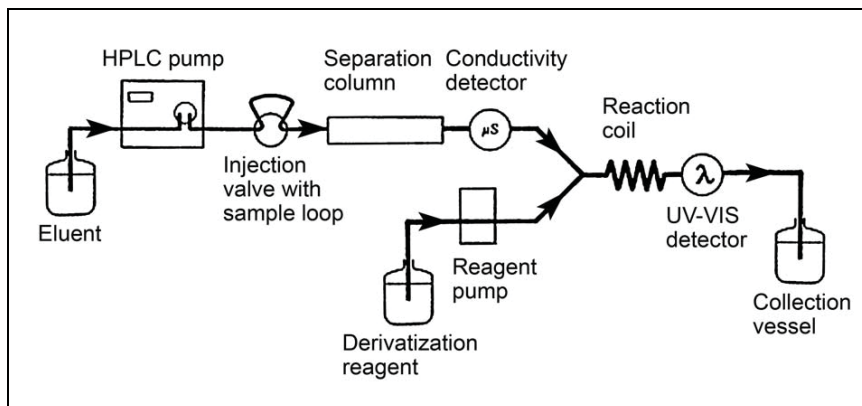 HPLC pump
Separation
column
Conductivity
detector
Reaction
coil
μS
λ
Injection
valve with
sample loop
Eluent
UV-VIS
detector
Reagent
pump
Collection
vessel
Derivatization
reagent